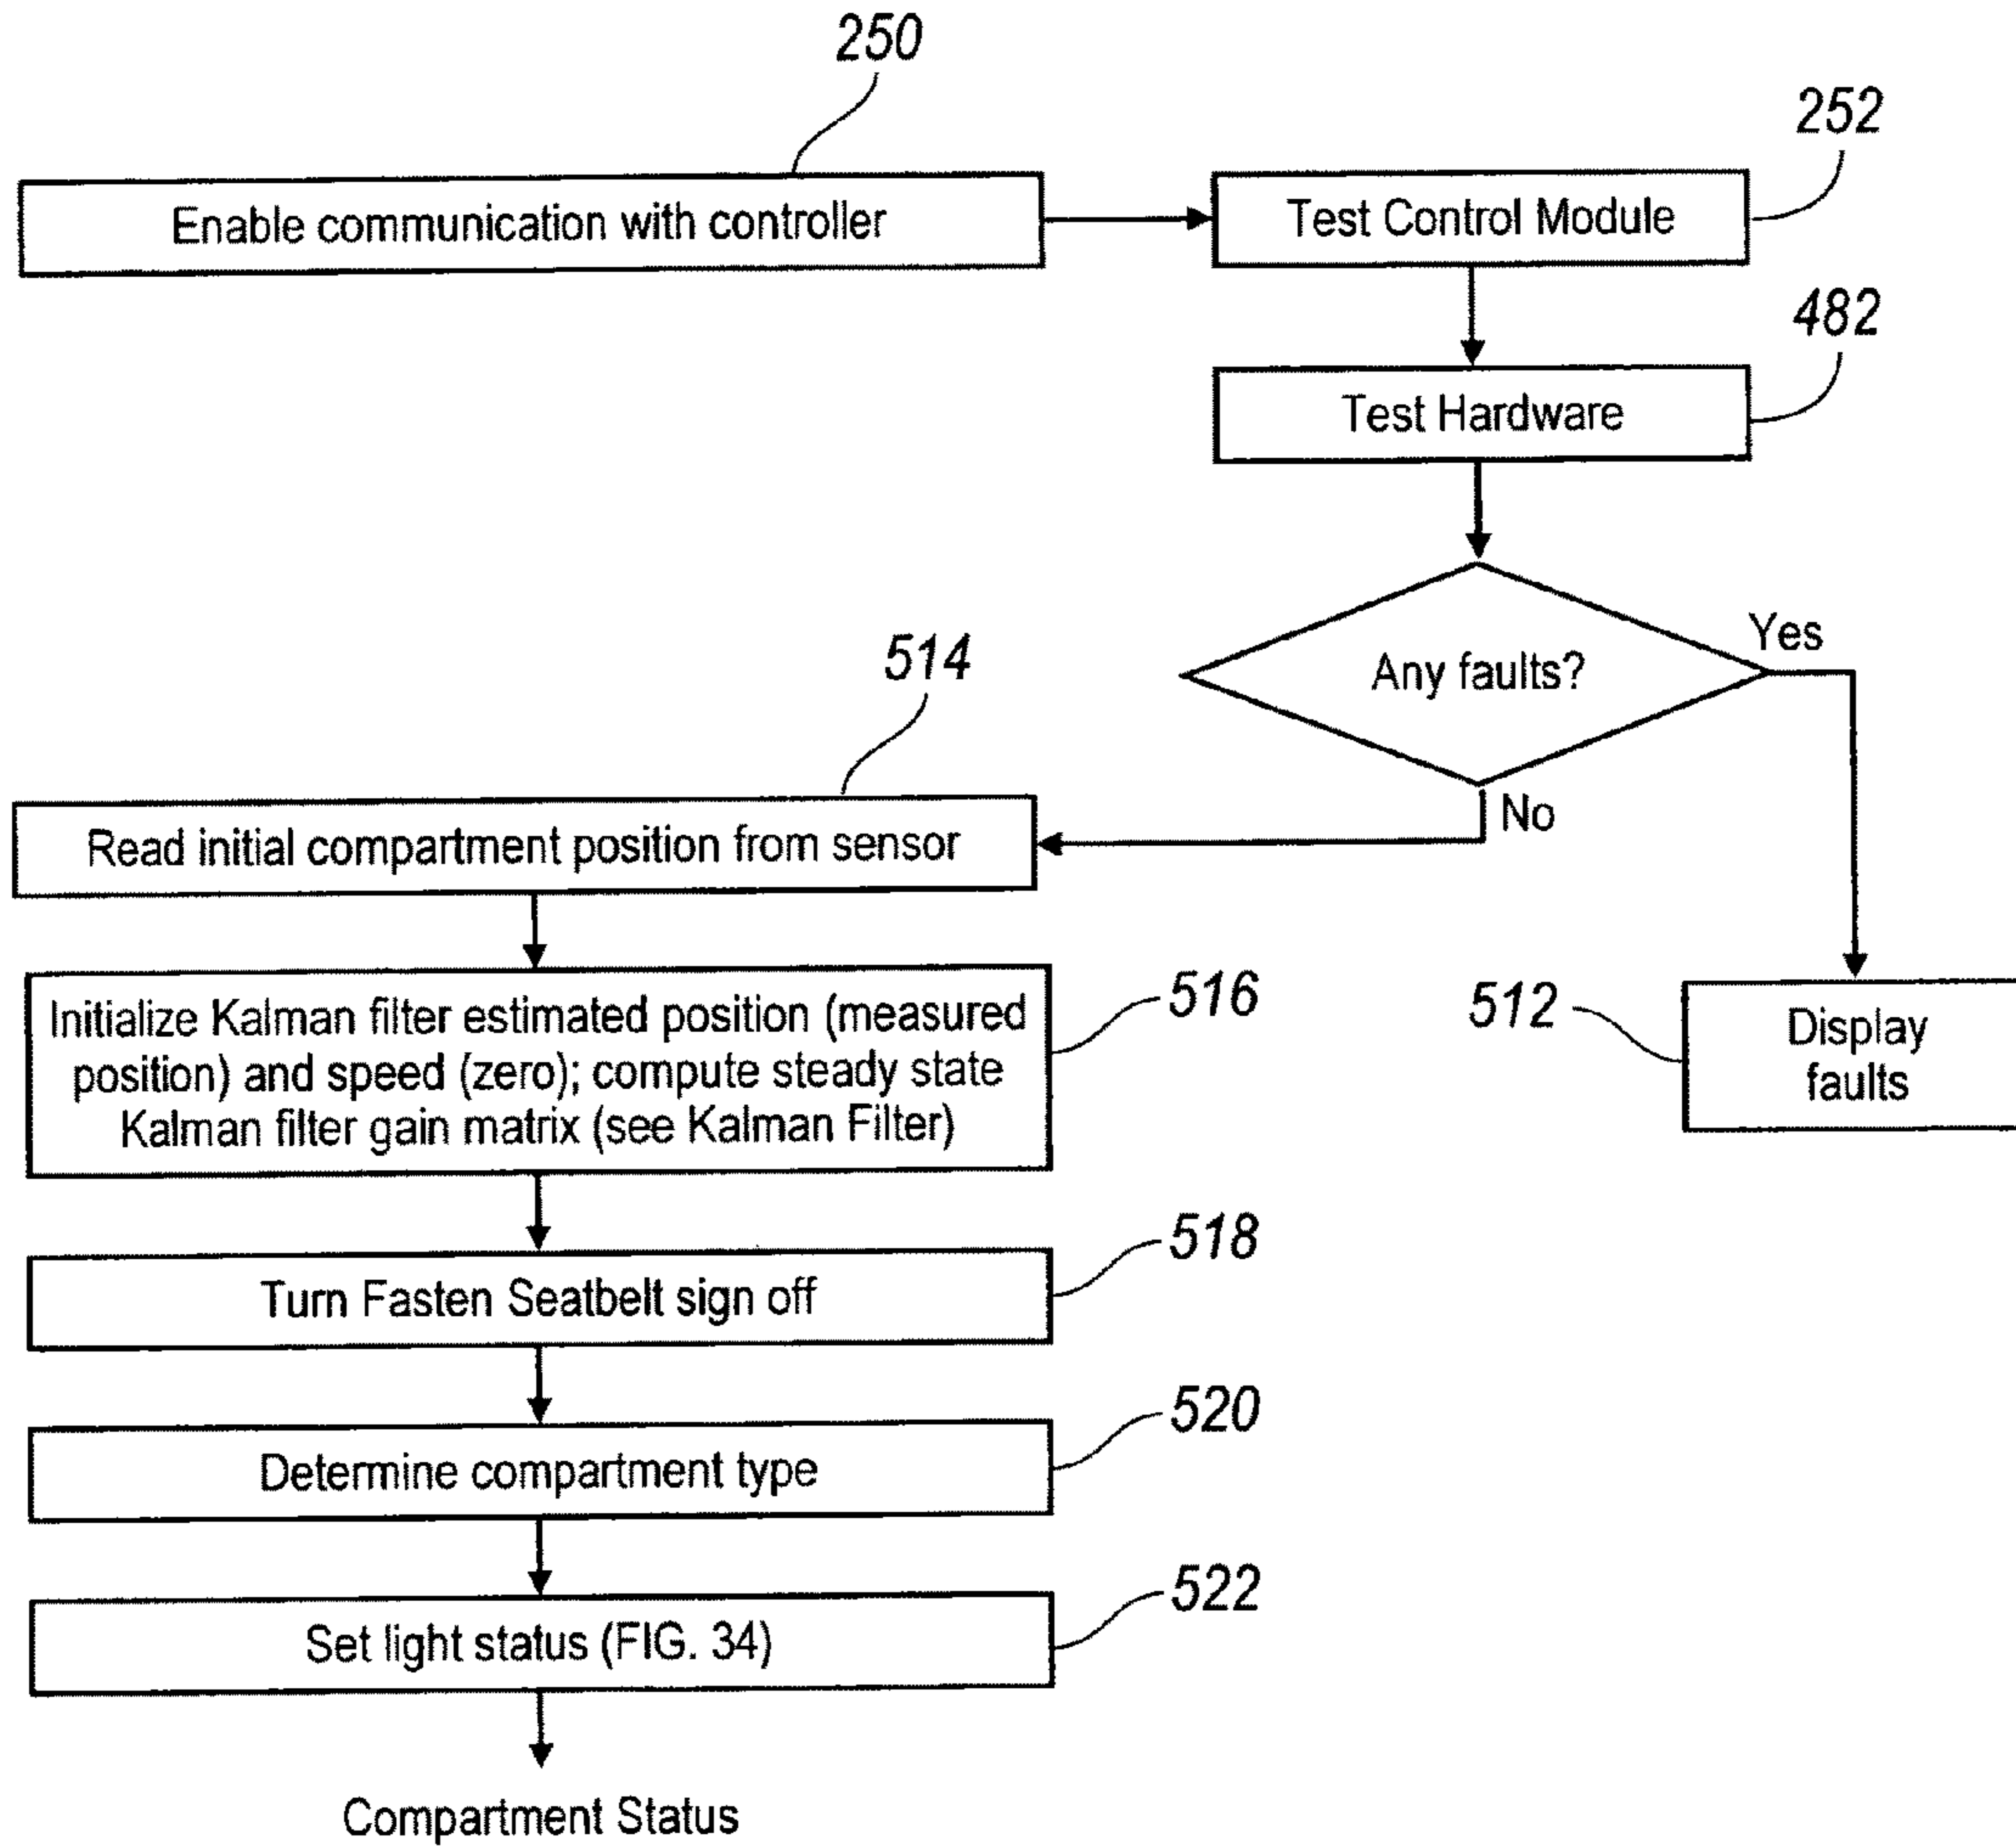 250
252
Enable communication with controller
Test Control Module
482
Test Hardware
Yes
Any faults?
514
No
Read initial compartment position from sensor
Initialize Kalman filter estimated position (measured
position) and speed (zero); compute steady state
Kalman filter gain matrix (see Kalman Filter)
516
512
Display
faults
518
Turn Fasten Seatbelt sign off
520
Determine compartment type
522
Set light status (FIG. 34)
Compartment Status